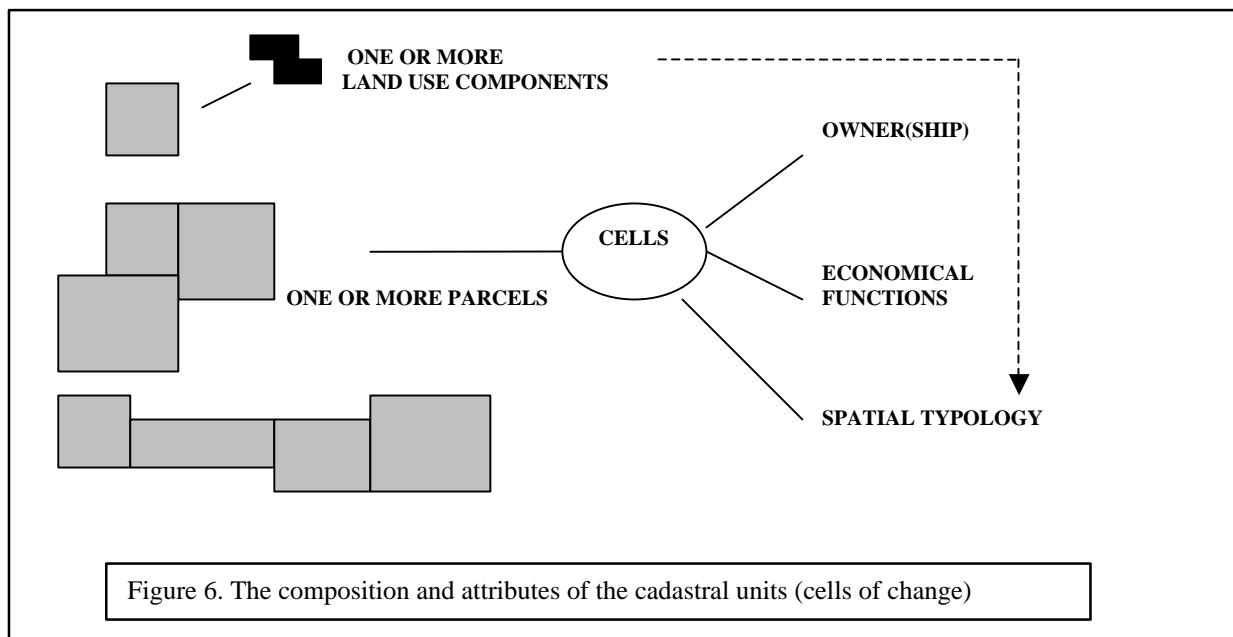 ONE OR MORE
LAND USE COMPONENTS
OWNER(SHIP)
CELLS
ECONOMICAL
FUNCTIONS
ONE OR MORE PARCELS
SPATIAL TYPOLOGY
Figure 6. The composition and attributes of the cadastral units (cells of change)